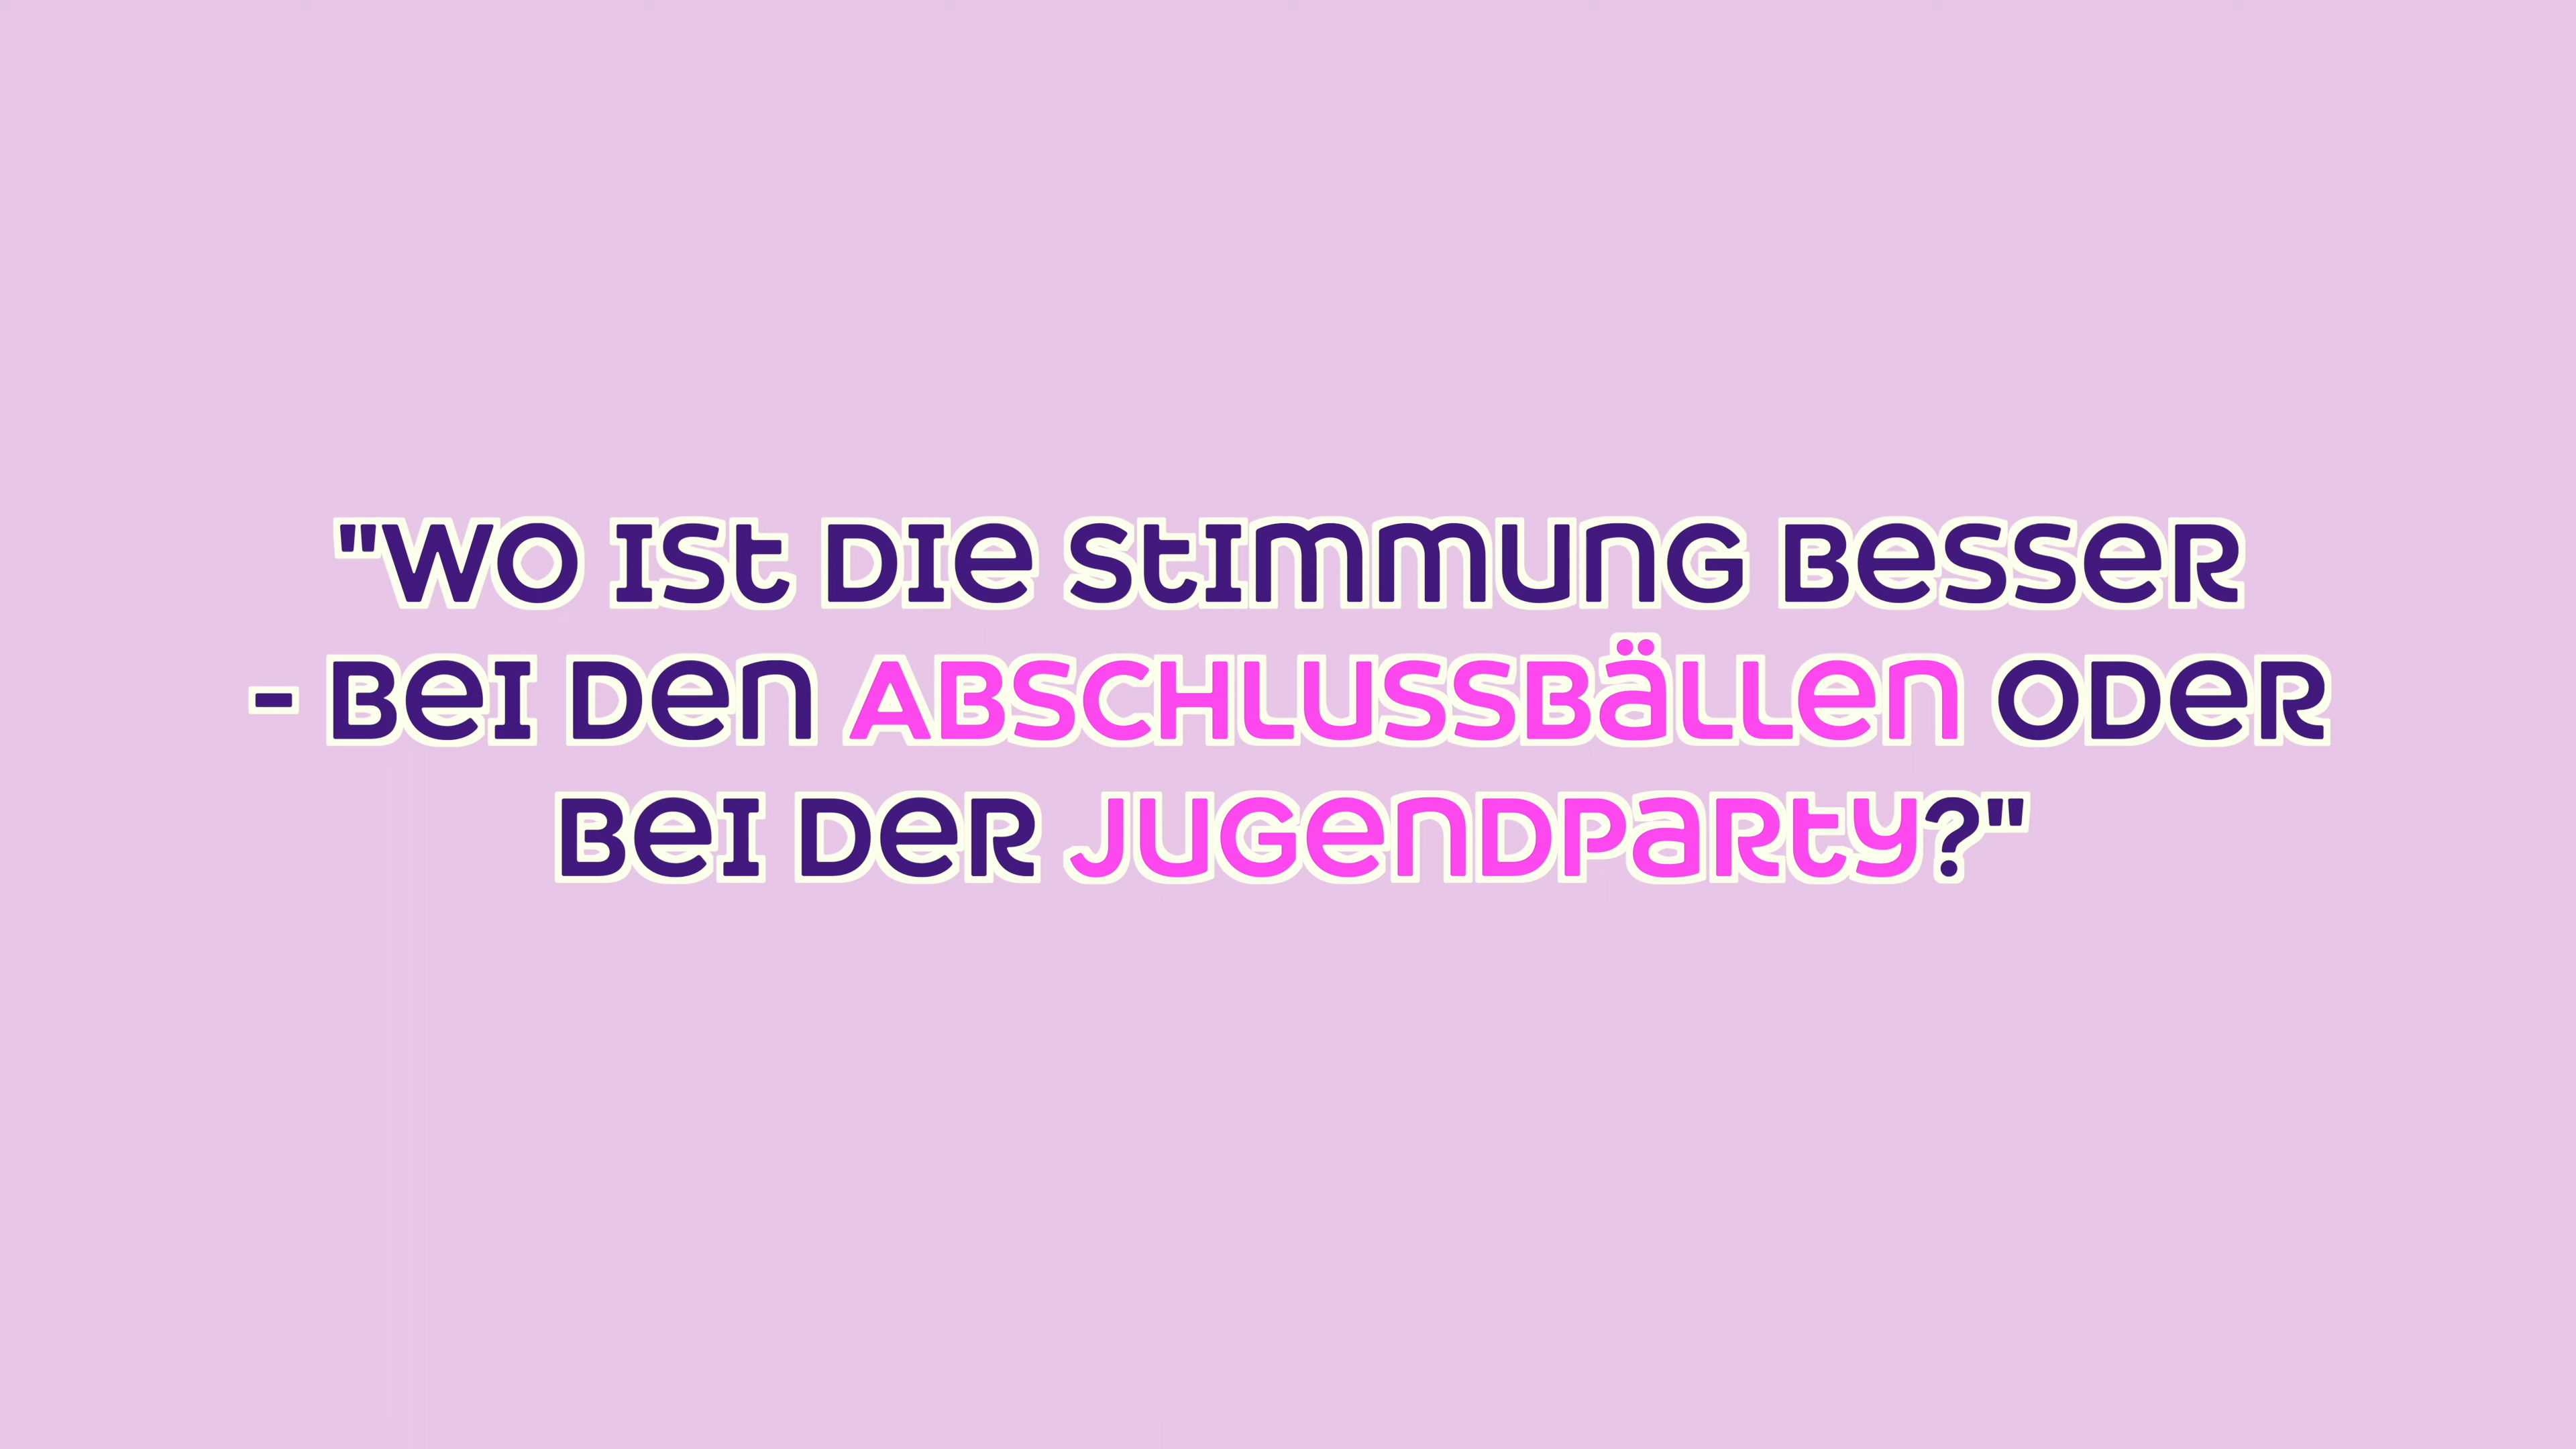 "Wo ist die Stimmung besser
- bei den Abschlussbällen oder
bei der Jugendparty?"